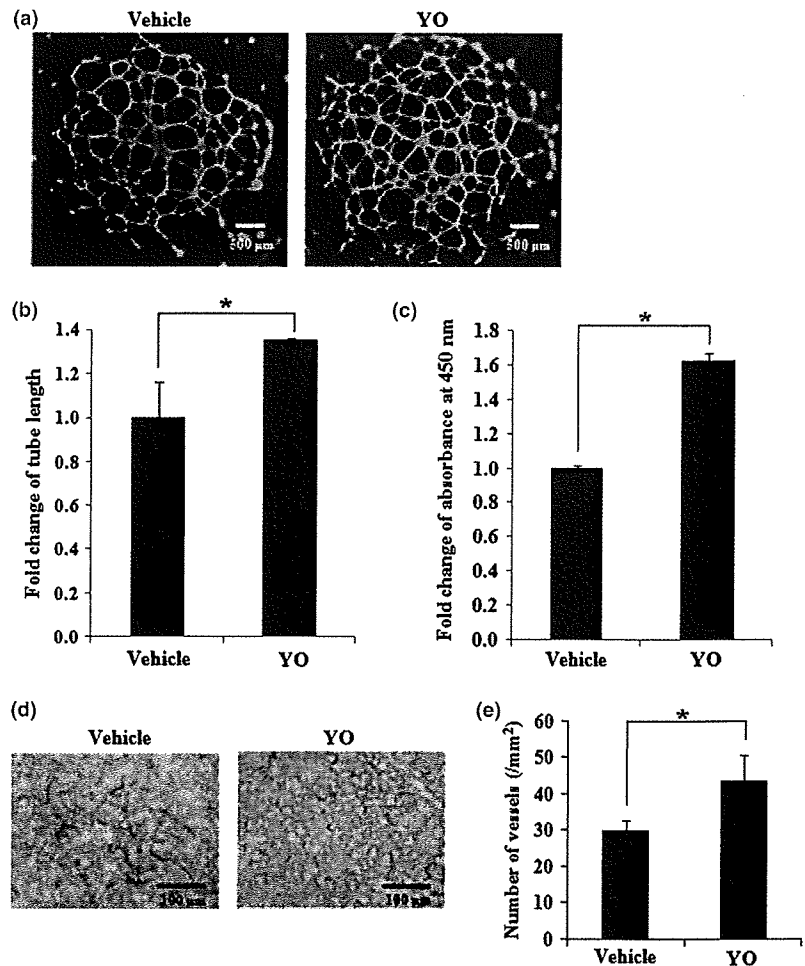 (a)
Vehicle
YO
500 µm
500 µm
(b)
*
Fold change of tube length
1.4
1.2
1.0
0.8
0.6
0.4
0.2
0.0
Vehicle
YO
(c)
*
Fold change of absorbance at 450 nm
1.8
1.6
1.4
1.2
1.0
0.8
0.6
0.4
0.2
0.0
Vehicle
YO
(d)
Vehicle
YO
100 µm
100 µm
(e)
*
Number of vessels (/mm²)
60
50
40
30
20
10
0
Vehicle
YO